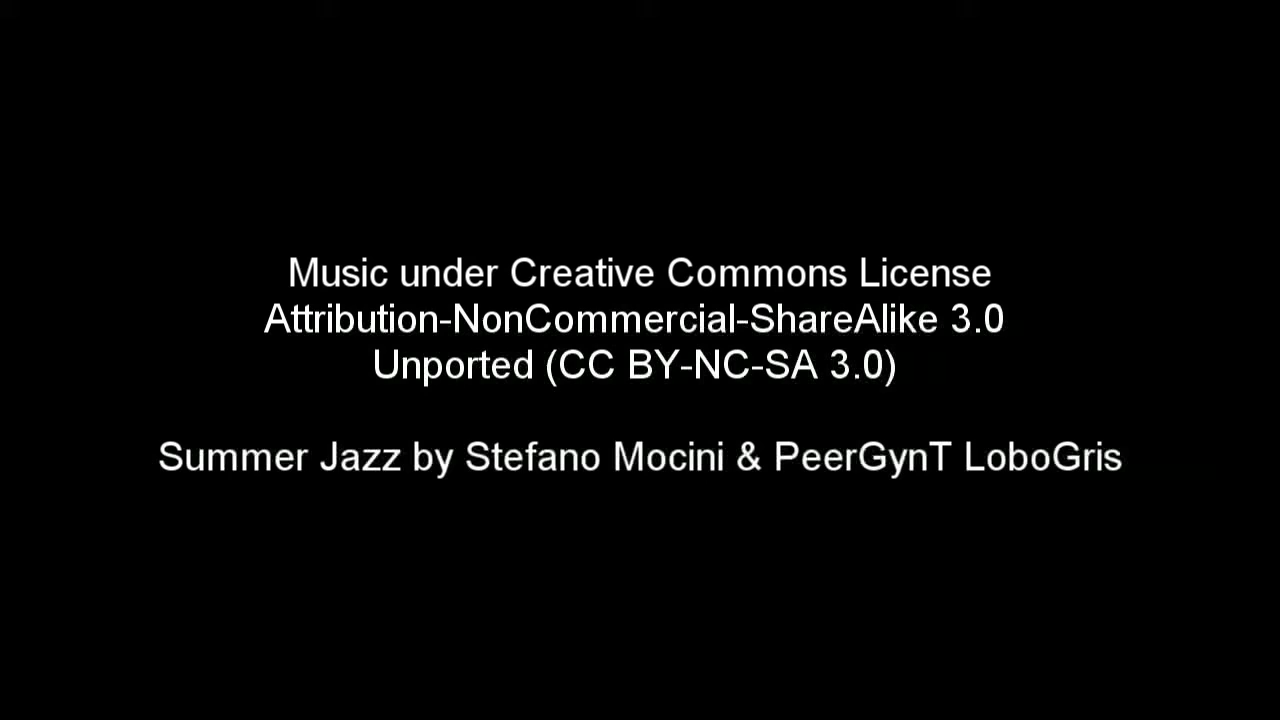 Music under Creative Commons License
Attribution-NonCommercial-ShareAlike 3.0
Unported (CC BY-NC-SA 3.0)
Summer Jazz by Stefano Mocini & PeerGynT LoboGris